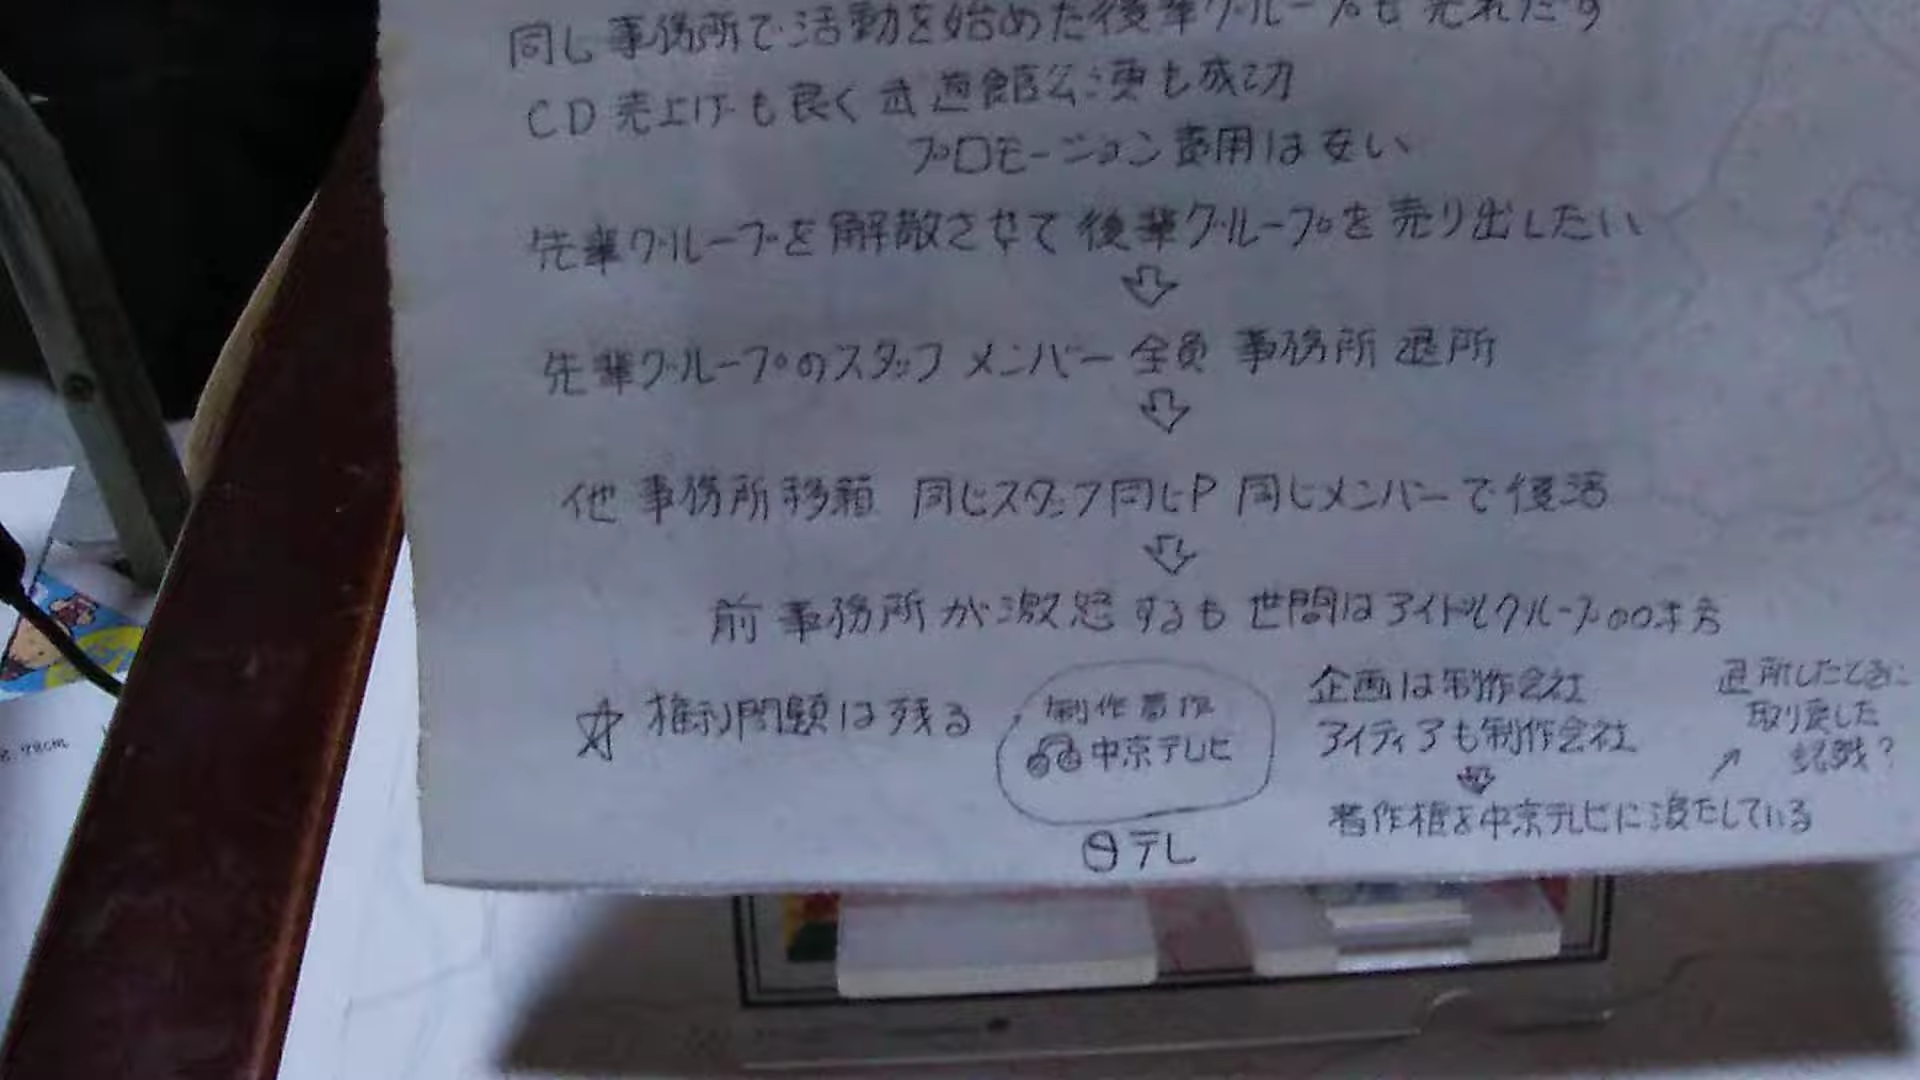 同じ事務所で活動を始めた後輩グループも売れだす
CD売上げも良く武道館公演も成功
プロモーション費用は安い
先輩グループを解散させて後輩グループを売り出したい
⇩
先輩グループのスタッフ メンバー 全員 事務所 退所
⇩
他 事務所移籍 同じスタッフ同じP 同じメンバーで復活
⇩
前 事務所が激怒するも 世間はアイドルグループの味方
☆ 権利問題は残る
制作著作
中京テレビ
日テレ
企画は制作会社
アイディアも制作会社
⇩
著作権を中京テレビに渡たしている
退所したときに
取り戻した
↗
8.98cm